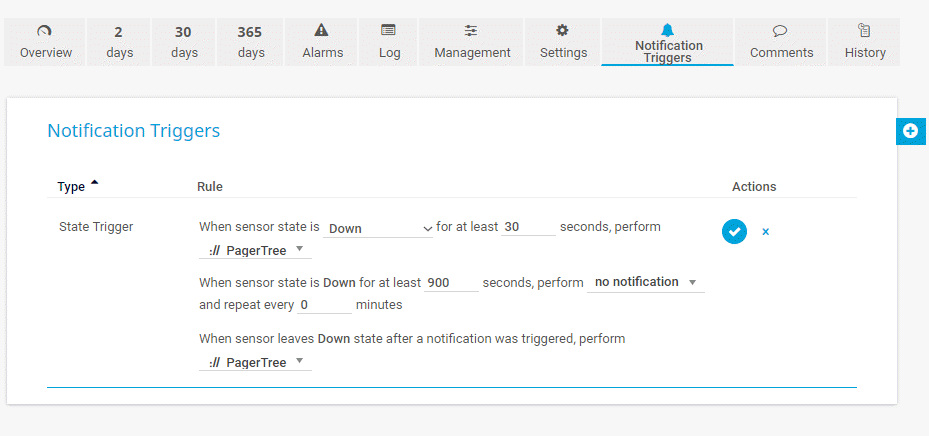 Overview
2 days
30 days
365 days
Alarms
Log
Management
Settings
Notification Triggers
Comments
History
Notification Triggers
Type Rule Actions
State Trigger When sensor state is Down for at least 30 seconds, perform
:// PagerTree
When sensor state is Down for at least 900 seconds, perform no notification
and repeat every 0 minutes
When sensor leaves Down state after a notification was triggered, perform
:// PagerTree